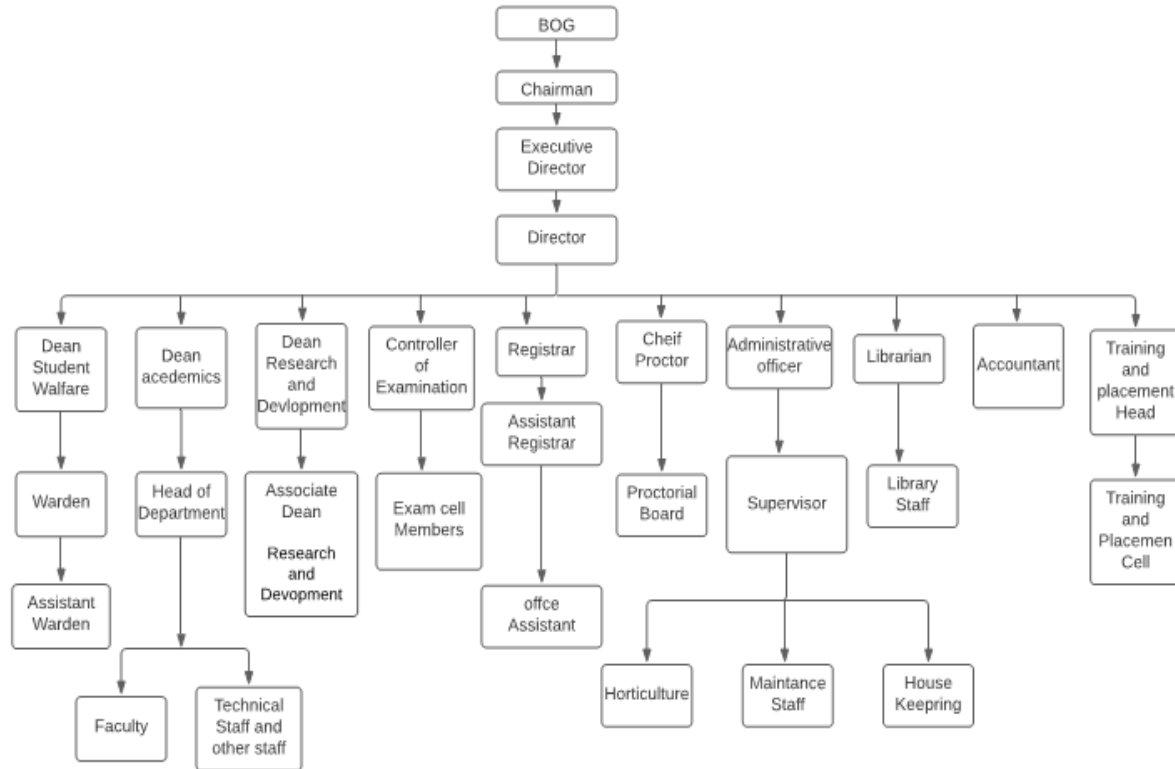 BOG
Chairman
Executive
Director
Director
Dean
Student
Walfare
Dean
acedemics
Dean
Research
and
Devlopment
Controller
of
Examination
Registrar
Cheif
Proctor
Administrative
officer
Librarian
Accountant
Training
and
placement
Head
Assistant
Registrar
Warden
Head of
Department
Associate
Dean
Research
and
Devopment
Exam cell
Members
Proctorial
Board
Supervisor
Library
Staff
Training
and
Placemen
Cell
Assistant
Warden
offce
Assistant
Faculty
Technical
Staff and
other staff
Horticulture
Maintance
Staff
House
Keepring